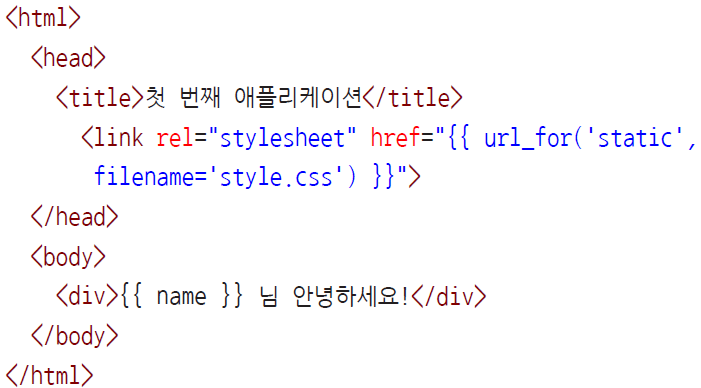 <html>
<head>
<title>첫 번째 애플리케이션</title>
<link rel="stylesheet" href="{{ url_for('static',
filename='style.css') }}">
</head>
<body>
<div>{{ name }} 님 안녕하세요!</div>
</body>
</html>